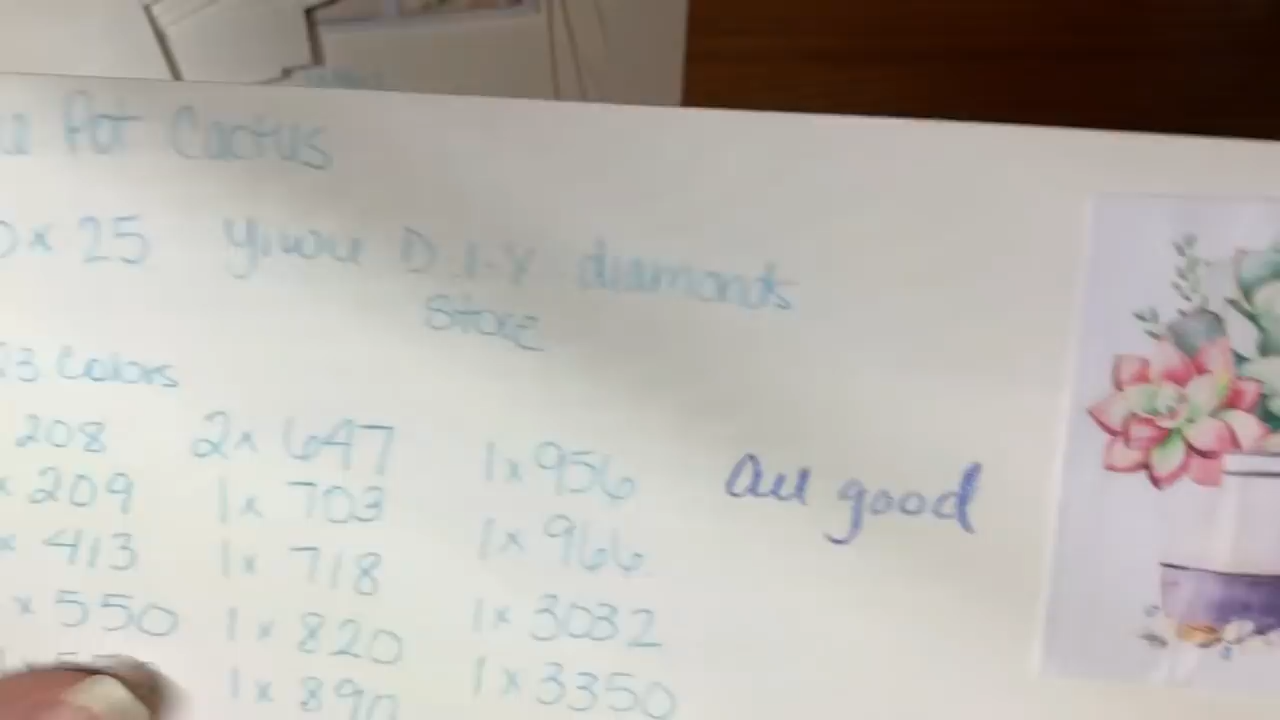 Pot Cactus
x 25 Yiwu D.I.Y diamonds
Store
3 Colors
208 2x 647 1x 956 all good
x 209 1x 703 1x 966
x 413 1x 718 1x 3032
x 550 1x 820 1x 3350
1x 890